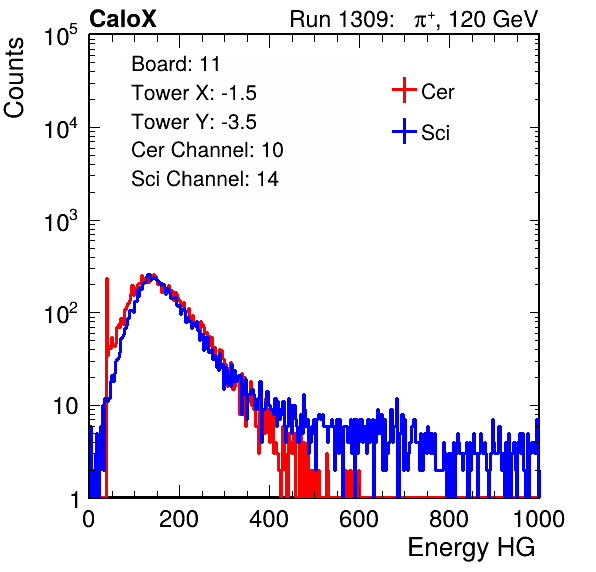 CaloX Run 1309: π⁺, 120 GeV
Counts
10⁵
10⁴
10³
10²
10
1
Board: 11
Tower X: -1.5
Tower Y: -3.5
Cer Channel: 10
Sci Channel: 14
Cer
Sci
0 200 400 600 800 1000
Energy HG